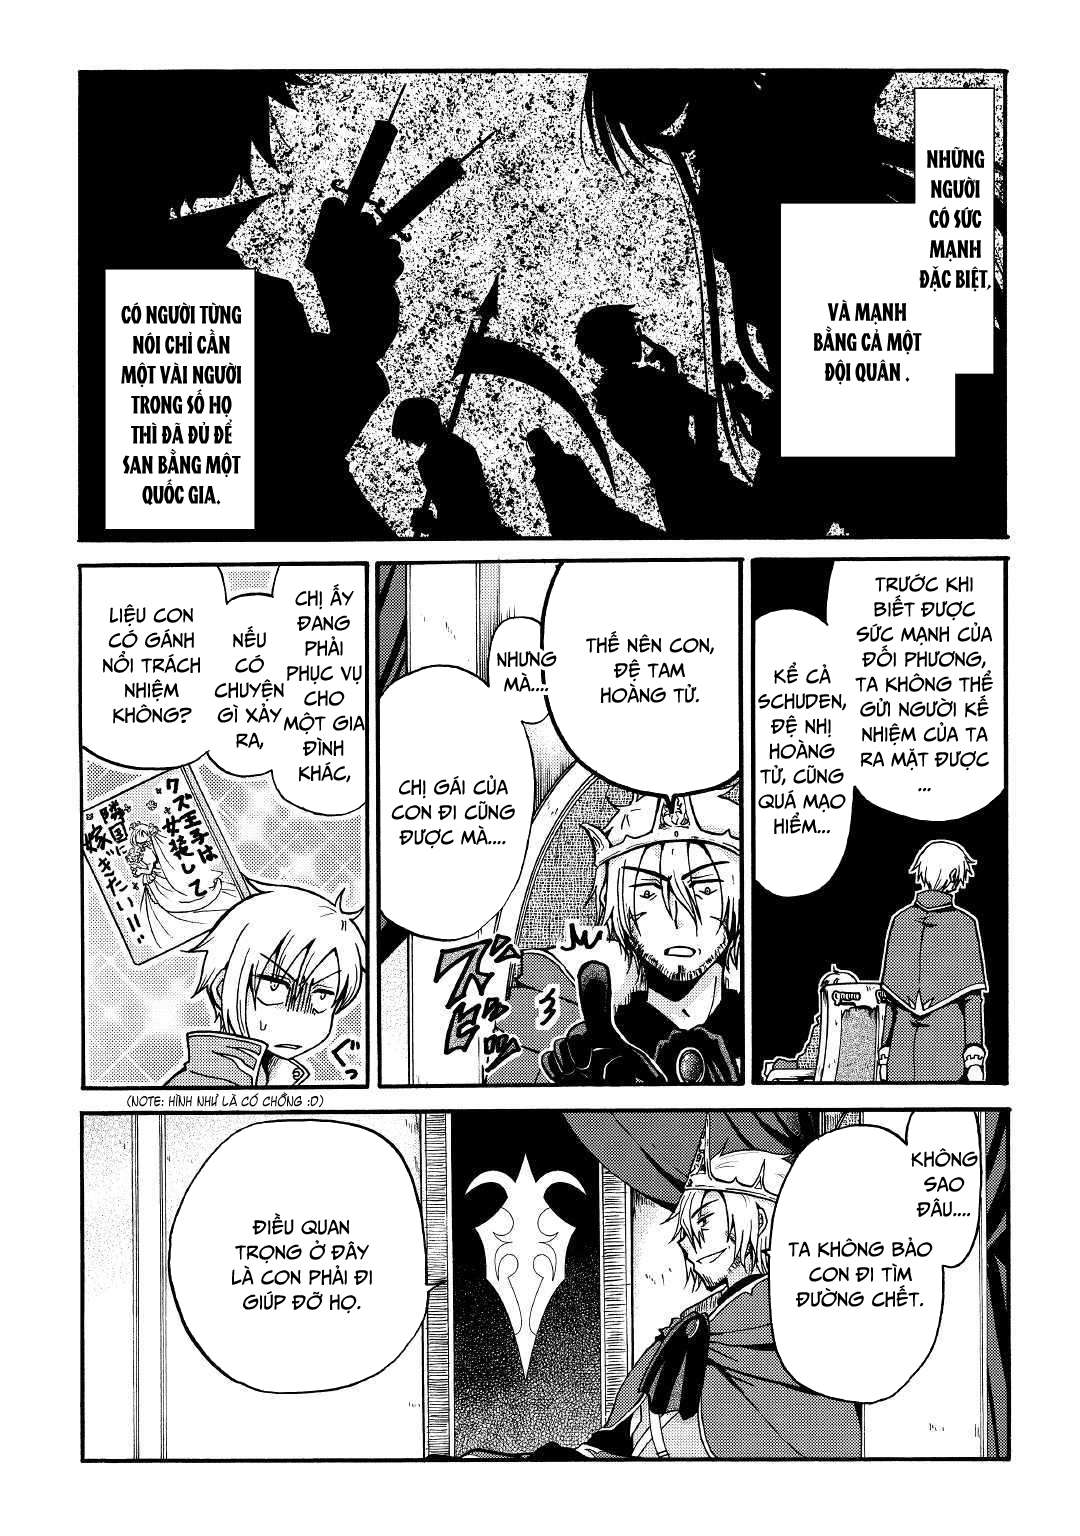 NHỮNG
NGƯỜI
CÓ SỨC
MẠNH
ĐẶC BIỆT,
VÀ MẠNH
BẰNG CẢ MỘT
ĐỘI QUÂN .
CÓ NGƯỜI TỪNG
NÓI CHỈ CẦN
MỘT VÀI NGƯỜI
TRONG SỐ HỌ
THÌ ĐÃ ĐỦ ĐỂ
SAN BẰNG MỘT
QUỐC GIA.
TRƯỚC KHI
BIẾT ĐƯỢC
SỨC MẠNH CỦA
ĐỐI PHƯƠNG,
TA KHÔNG THỂ
GỬI NGƯỜI KẾ
NHIỆM CỦA TA
RA MẶT ĐƯỢC
...
KỂ CẢ
SCHUDEN,
ĐỆ NHỊ
HOÀNG
TỬ, CŨNG
QUÁ MẠO
HIỂM...
THẾ NÊN CON,
ĐỆ TAM
HOÀNG TỬ.
NHƯNG
MÀ....
CHỊ GÁI CỦA
CON ĐI CŨNG
ĐƯỢC MÀ....
ズズ
ビビ
CHỊ ẤY
ĐANG
PHẢI
PHỤC VỤ
CHO
MỘT GIA
ĐÌNH
KHÁC,
NẾU
CÓ
CHUYỆN
GÌ XẢY
RA,
LIỆU CON
CÓ GÁNH
NỔI TRÁCH
NHIỆM
KHÔNG?
クズ王子は
女装して
隣国に
嫁ぎたい!!
ぐっ
(NOTE: HÌNH NHƯ LÀ CÓ CHỒNG :D)
KHÔNG
SAO
ĐÂU....
TA KHÔNG BẢO
CON ĐI TÌM
ĐƯỜNG CHẾT.
ĐIỀU QUAN
TRỌNG Ở ĐÂY
LÀ CON PHẢI ĐI
GIÚP ĐỠ HỌ.